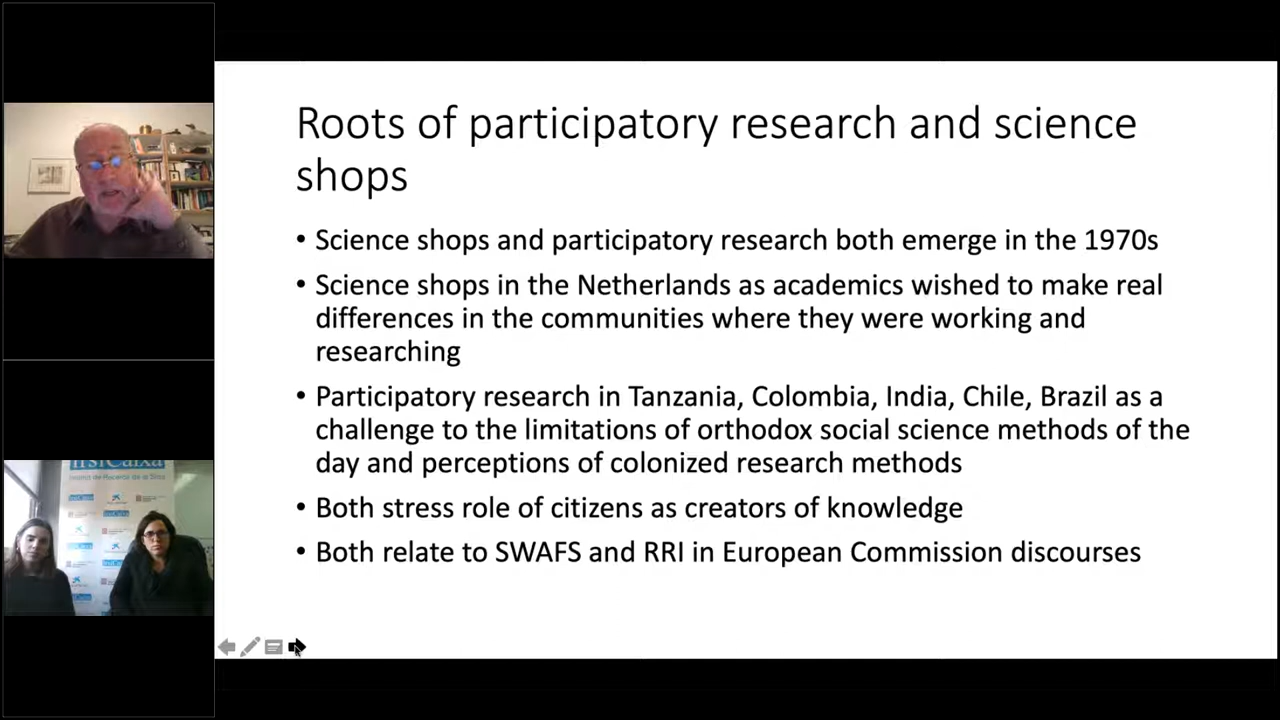 Roots of participatory research and science
shops
• Science shops and participatory research both emerge in the 1970s
• Science shops in the Netherlands as academics wished to make real
differences in the communities where they were working and
researching
• Participatory research in Tanzania, Colombia, India, Chile, Brazil as a
challenge to the limitations of orthodox social science methods of the
day and perceptions of colonized research methods
• Both stress role of citizens as creators of knowledge
• Both relate to SWAFS and RRI in European Commission discourses
irsiCaixa